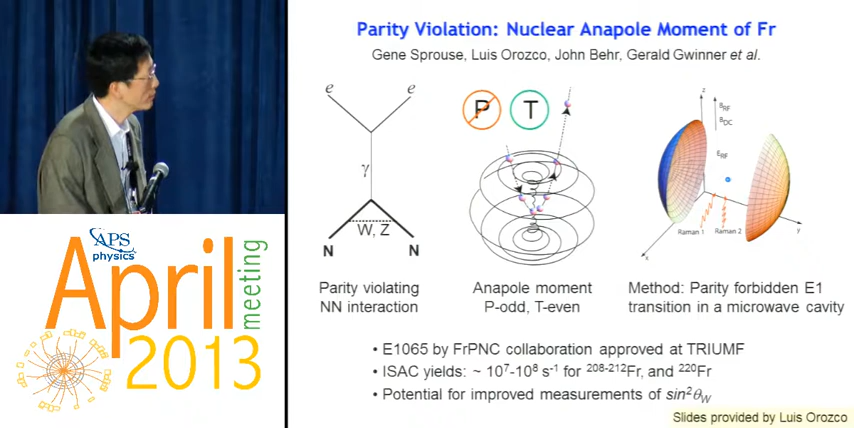 Parity Violation: Nuclear Anapole Moment of Fr
Gene Sprouse, Luis Orozco, John Behr, Gerald Gwinner et al.
e
e
γ
W, Z
N
N
P
T
z
B_RF
B_DC
E_RF
Raman 1
Raman 2
x
y
Parity violating
NN interaction
Anapole moment
P-odd, T-even
Method: Parity forbidden E1
transition in a microwave cavity
• E1065 by FrPNC collaboration approved at TRIUMF
• ISAC yields: ~ 10⁷-10⁸ s⁻¹ for ²⁰⁸⁻²¹²Fr, and ²²⁰Fr
• Potential for improved measurements of sin²θ_W
Slides provided by Luis Orozco
APS
physics
April
meeting
2013